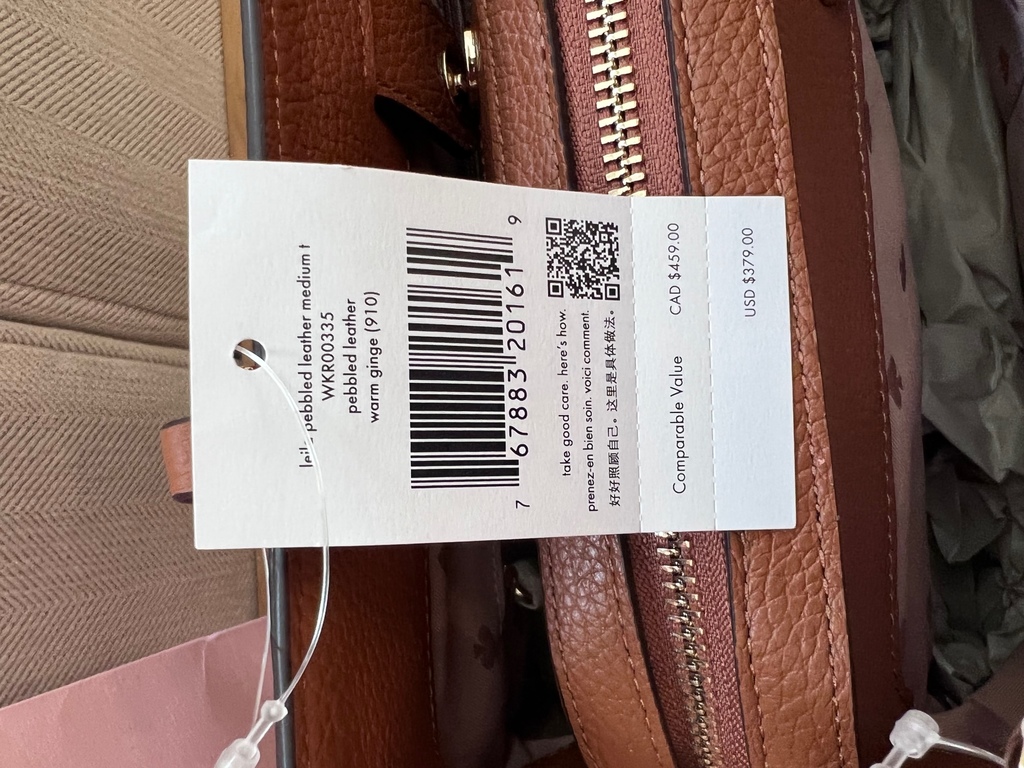 leila pebbled leather medium t
WKR00335
pebbled leather
warm ginge (910)
7 67883 20161 9
take good care. here's how.
prenez-en bien soin. voici comment.
好好照顾自己。这里是具体做法。
Comparable Value CAD $459.00
USD $379.00